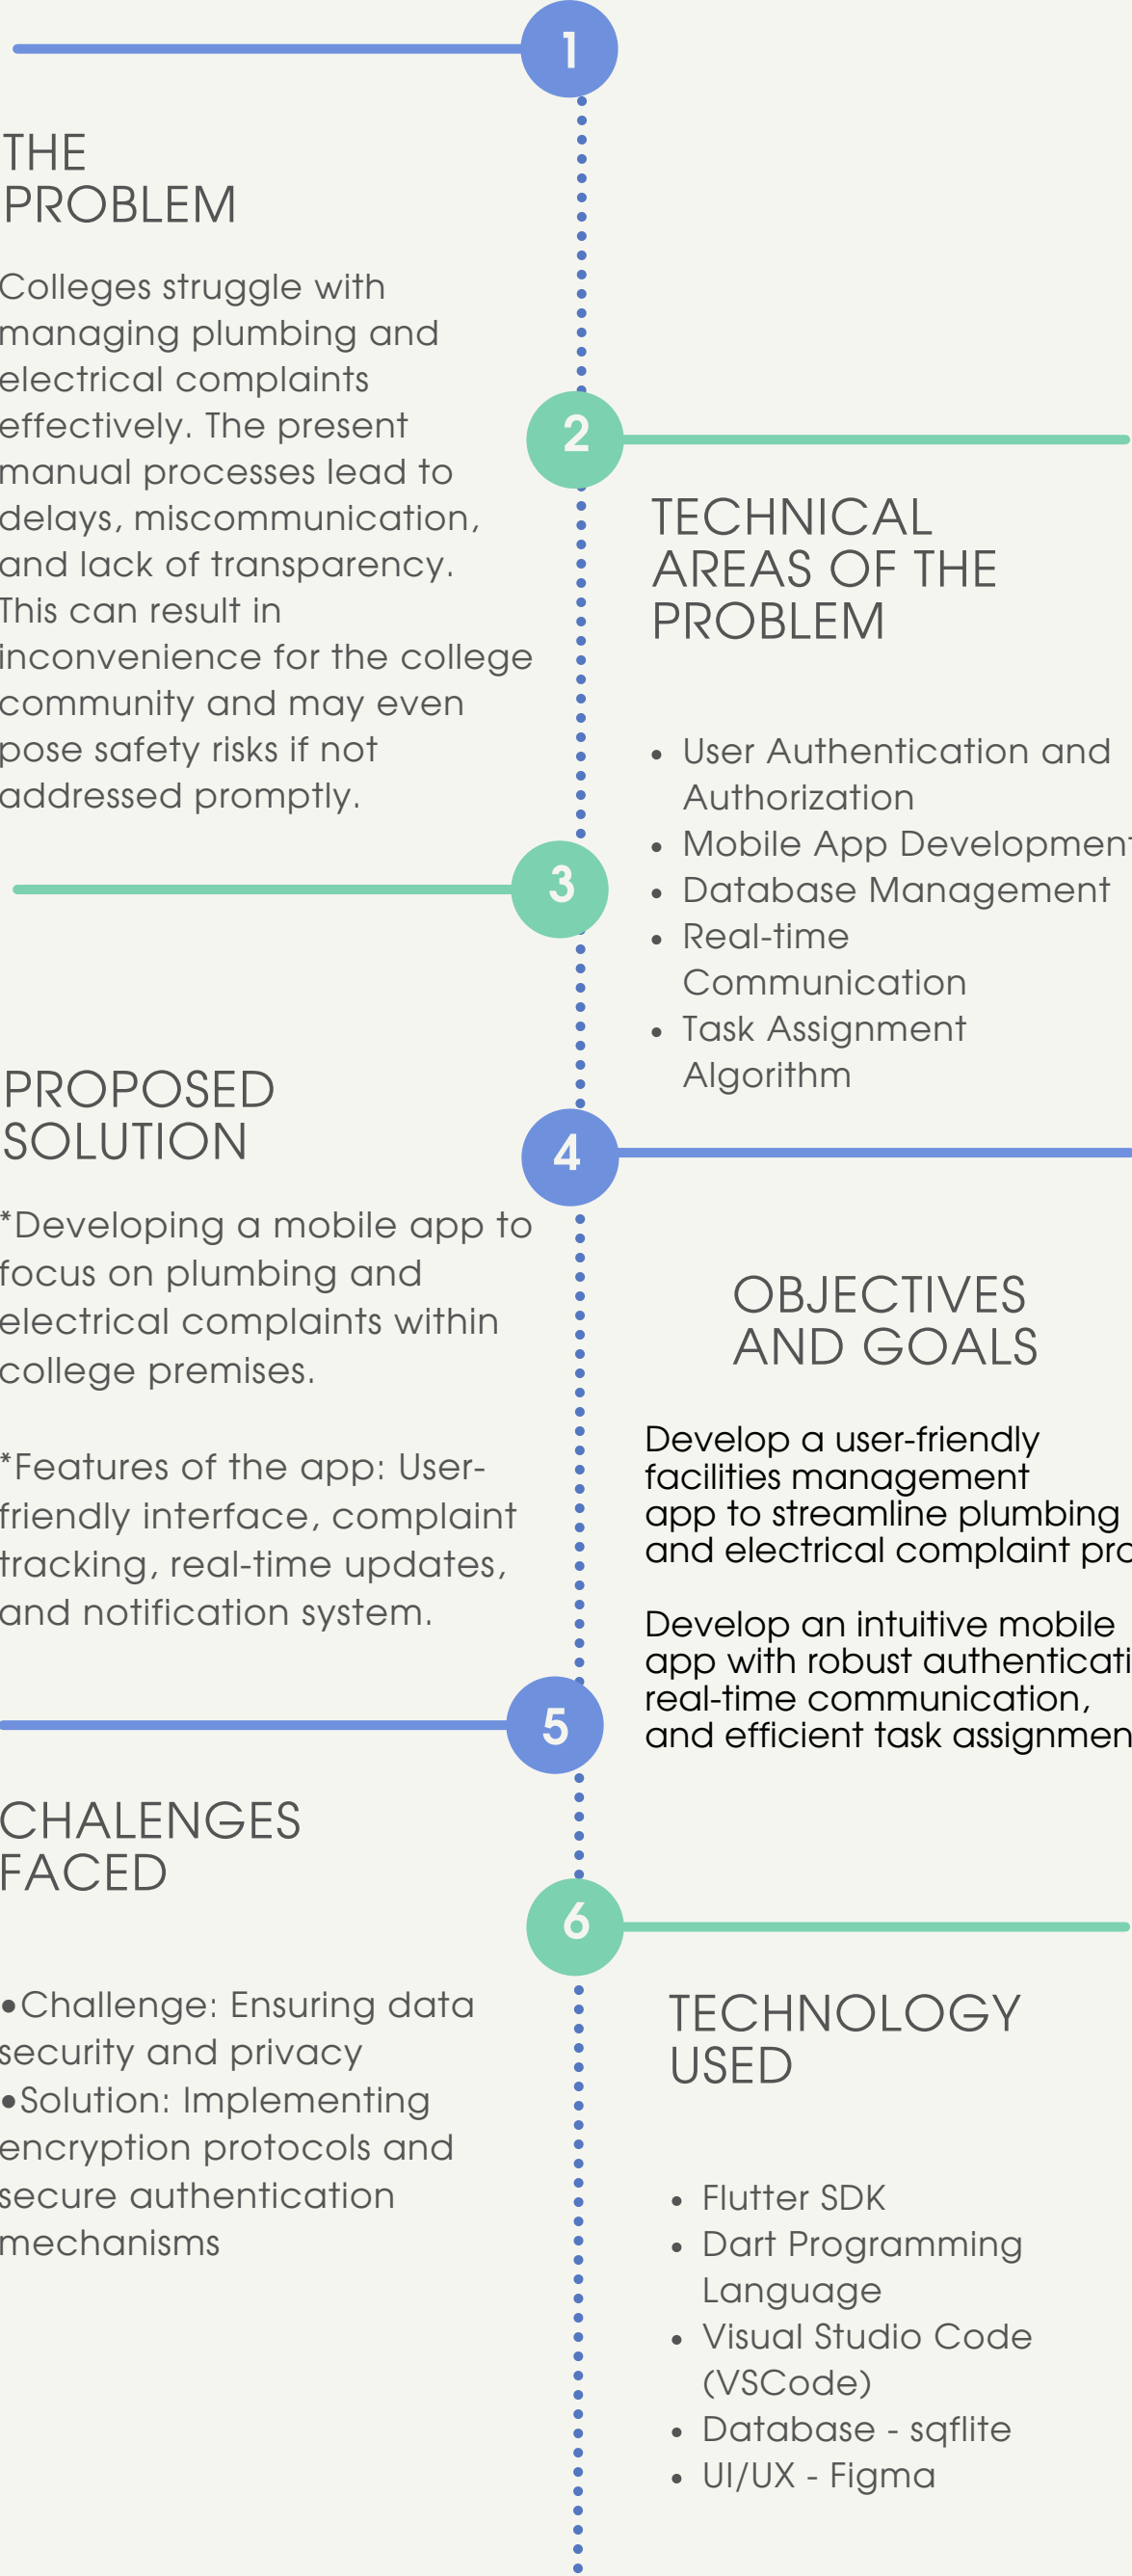 1
THE
PROBLEM
Colleges struggle with
managing plumbing and
electrical complaints
effectively. The present
manual processes lead to
delays, miscommunication,
and lack of transparency.
This can result in
inconvenience for the college
community and may even
pose safety risks if not
addressed promptly.
2
TECHNICAL
AREAS OF THE
PROBLEM
• User Authentication and
Authorization
• Mobile App Development
• Database Management
• Real-time
Communication
• Task Assignment
Algorithm
3
PROPOSED
SOLUTION
*Developing a mobile app to
focus on plumbing and
electrical complaints within
college premises.
*Features of the app: User-
friendly interface, complaint
tracking, real-time updates,
and notification system.
4
OBJECTIVES
AND GOALS
Develop a user-friendly
facilities management
app to streamline plumbing
and electrical complaint
Develop an intuitive mobile
app with robust
real-time communication,
and efficient task
5
CHALENGES
FACED
•Challenge: Ensuring data
security and privacy
•Solution: Implementing
encryption protocols and
secure authentication
mechanisms
6
TECHNOLOGY
USED
• Flutter SDK
• Dart Programming
Language
• Visual Studio Code
(VSCode)
• Database - sqflite
• UI/UX - Figma